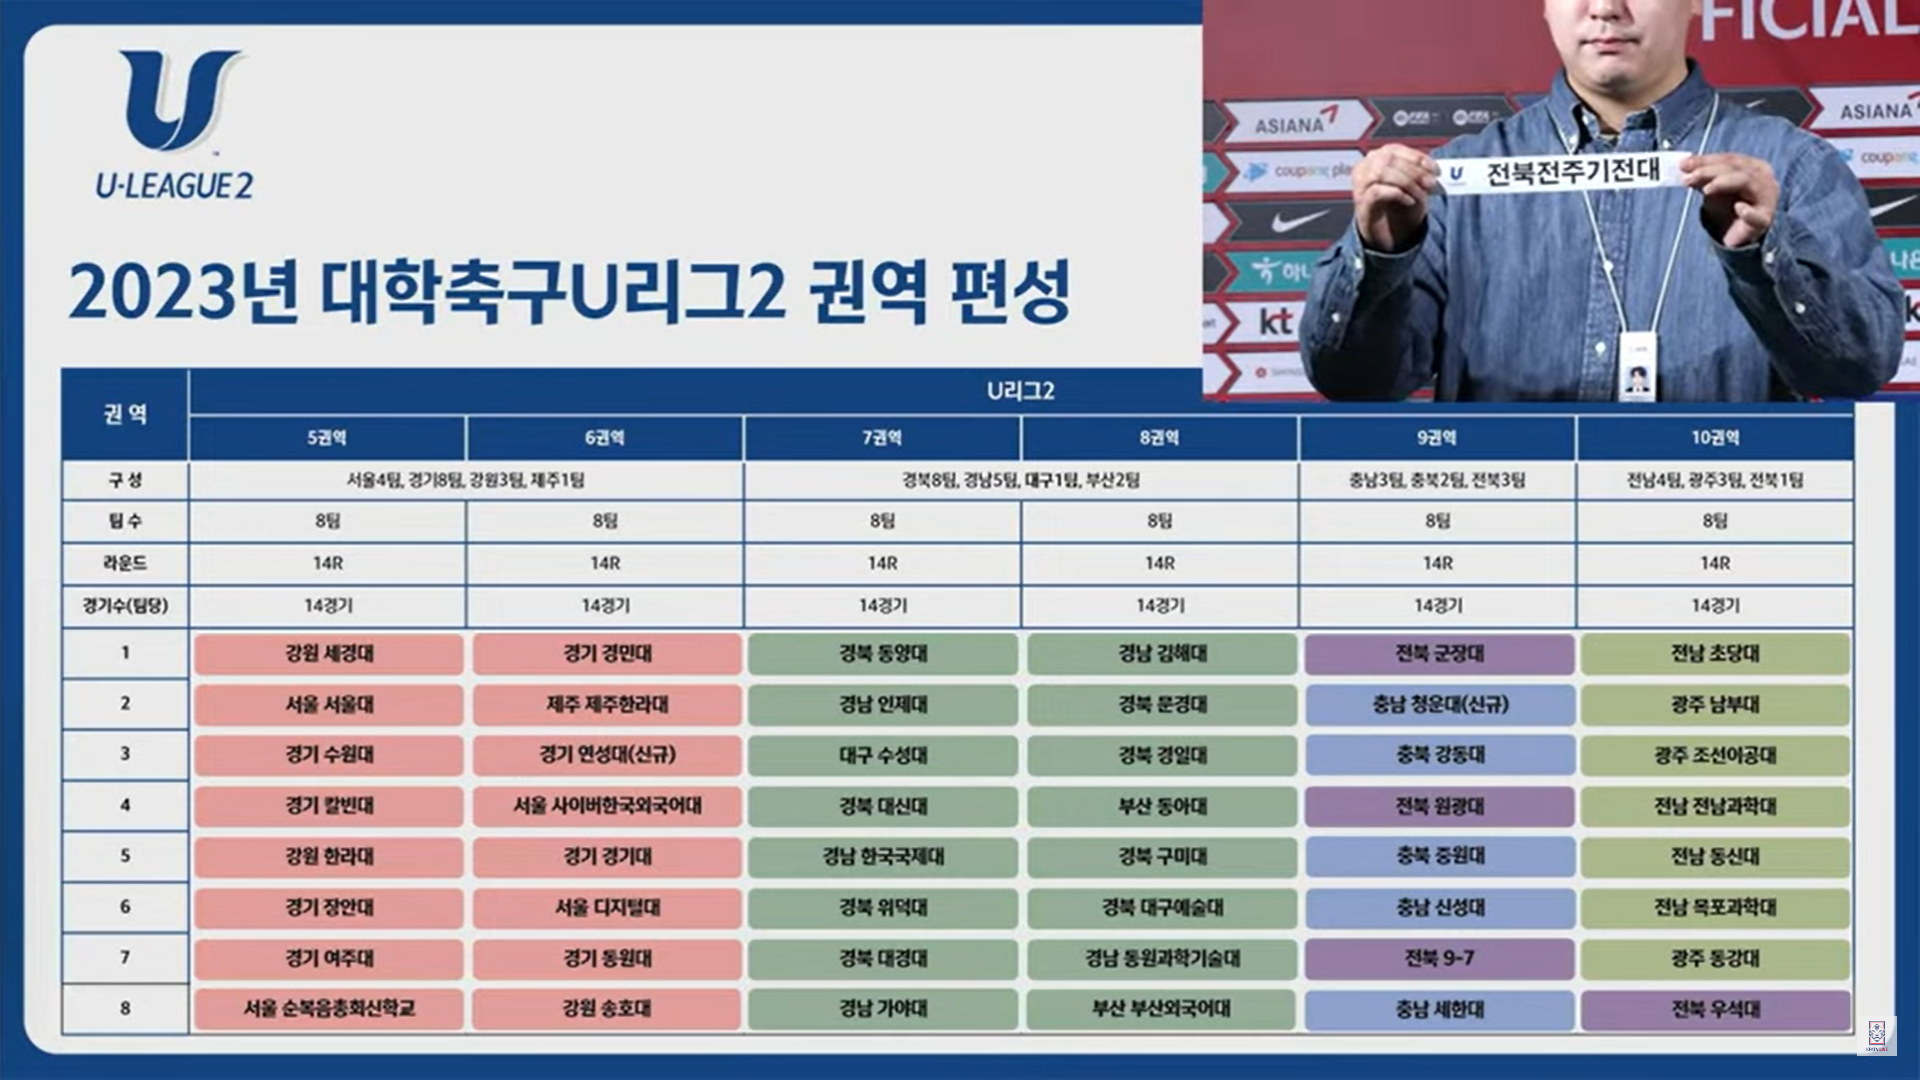 U-LEAGUE2
2023년 대학축구U리그2 권역 편성
FICIAL
ASIANA
ASIANA
coupang play
coupang
전북전주기전대
하나
나은
kt
권역
U리그2
5권역 6권역 7권역 8권역 9권역 10권역
구성 서울4팀, 경기8팀, 강원3팀, 제주1팀 경북8팀, 경남5팀, 대구1팀, 부산2팀 충남3팀, 충북2팀, 전북3팀 전남4팀, 광주3팀, 전북1팀
팀 수 8팀 8팀 8팀 8팀 8팀 8팀
라운드 14R 14R 14R 14R 14R 14R
경기수(팀당) 14경기 14경기 14경기 14경기 14경기 14경기
1 강원 세경대 경기 경민대 경북 동양대 경남 김해대 전북 군장대 전남 초당대
2 서울 서울대 제주 제주한라대 경남 인제대 경북 문경대 충남 청운대(신규) 광주 남부대
3 경기 수원대 경기 연성대(신규) 대구 수성대 경북 경일대 충북 강동대 광주 조선이공대
4 경기 칼빈대 서울 사이버한국외국어대 경북 대신대 부산 동아대 전북 원광대 전남 전남과학대
5 강원 한라대 경기 경기대 경남 한국국제대 경북 구미대 충북 중원대 전남 동신대
6 경기 장안대 서울 디지털대 경북 위덕대 경북 대구예술대 충남 신성대 전남 목포과학대
7 경기 여주대 경기 동원대 경북 대경대 경남 동원과학기술대 전북 9-7 광주 동강대
8 서울 순복음총회신학교 강원 송호대 경남 가야대 부산 부산외국어대 충남 세한대 전북 우석대